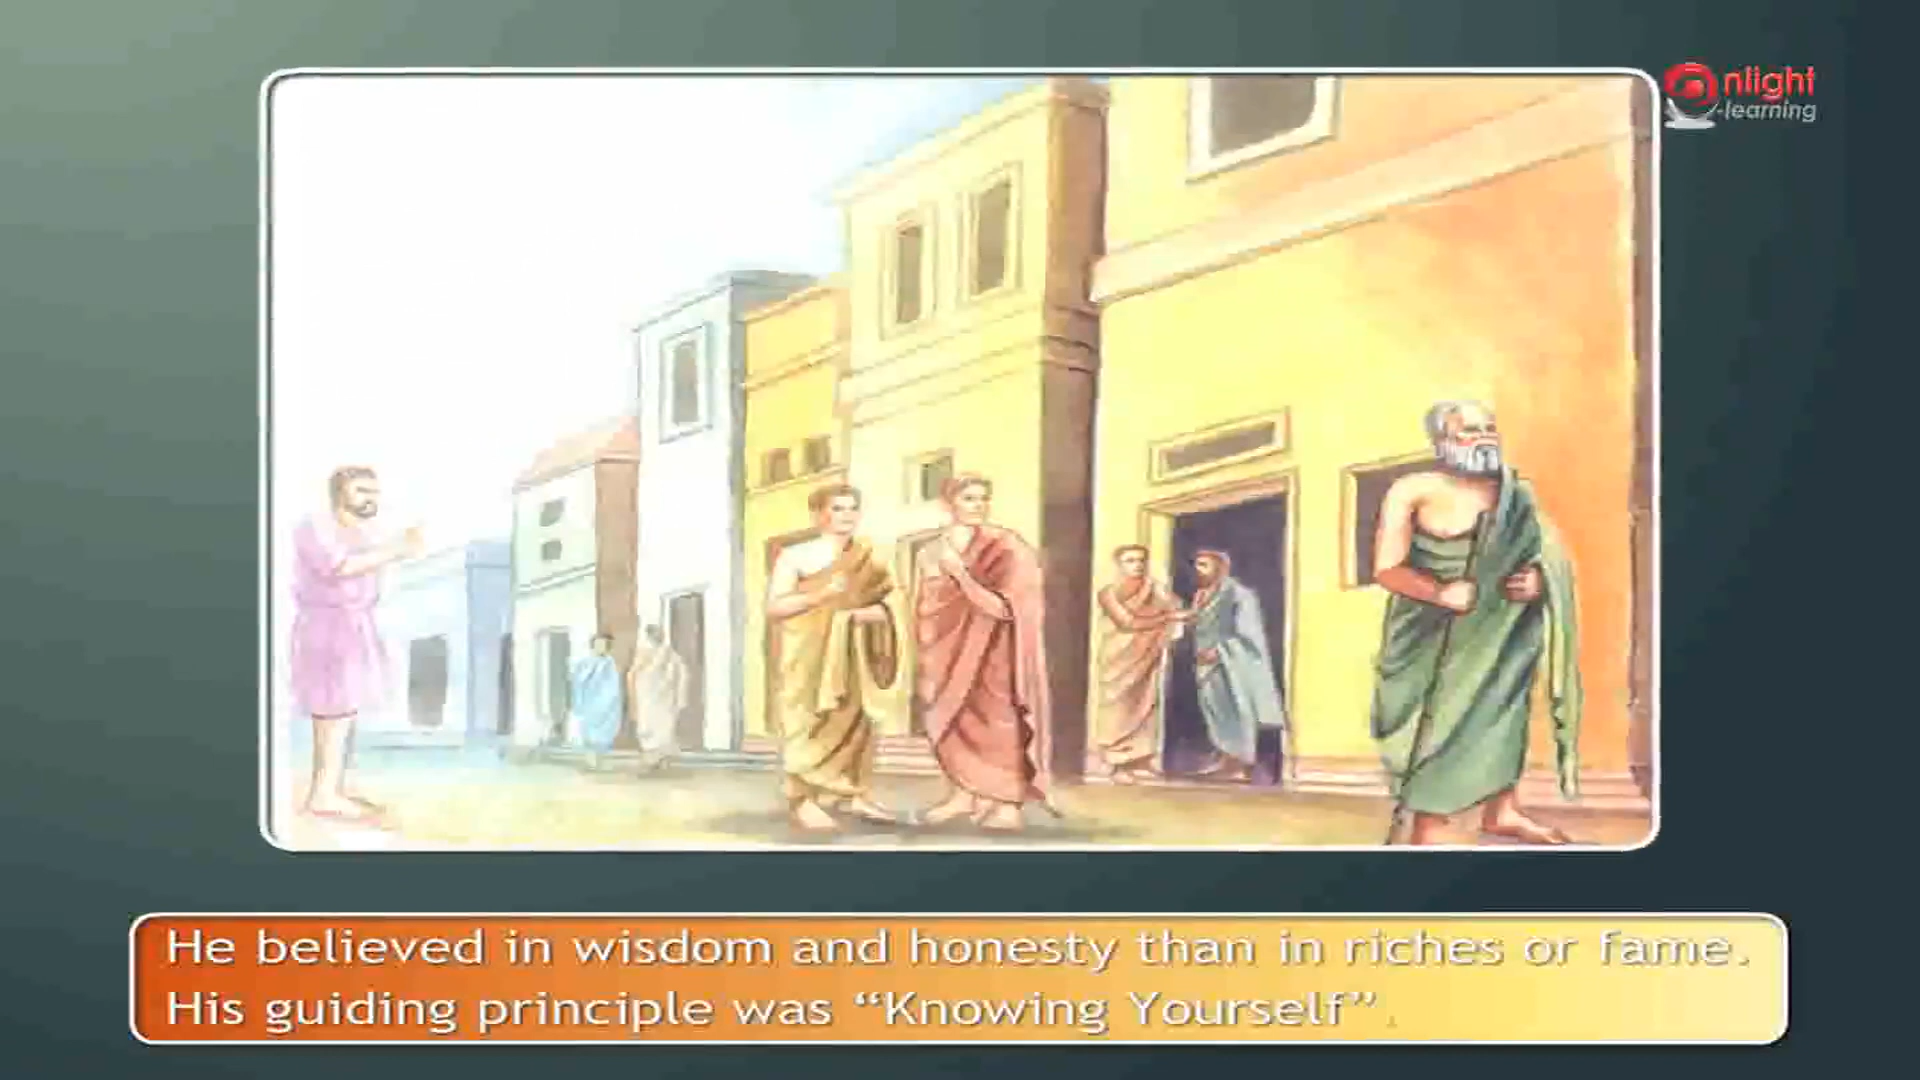 nlight
-learning
He believed in wisdom and honesty than in riches or fame.
His guiding principle was “Knowing Yourself”.